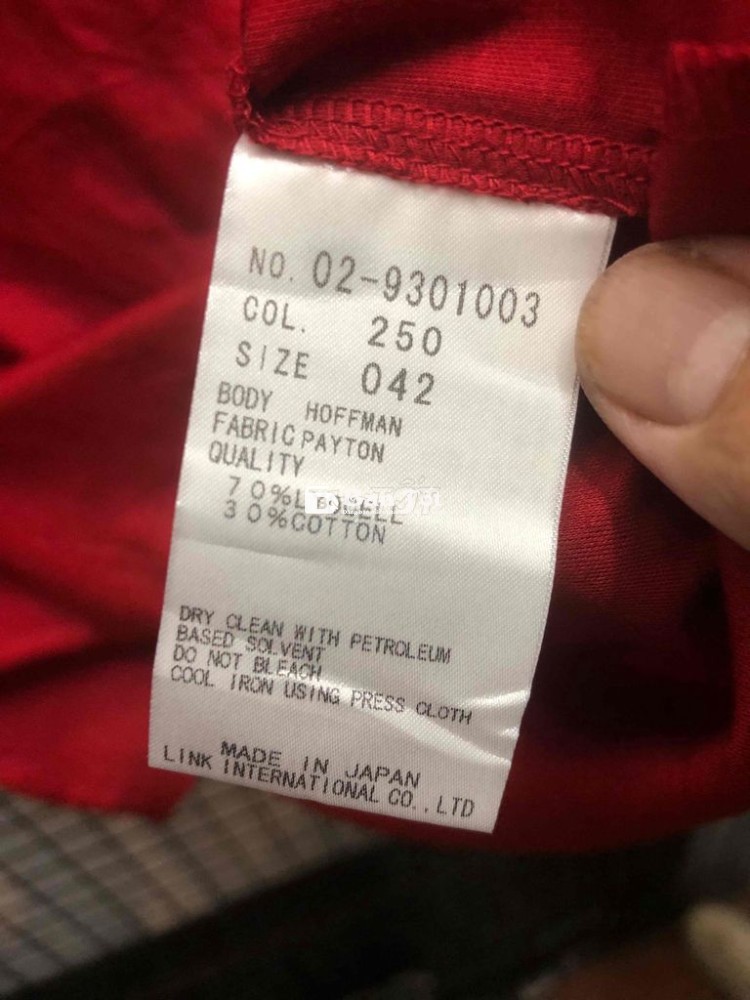 NO. 02-9301003
COL. 250
SIZE 042
BODY HOFFMAN
FABRIC PAYTON
QUALITY
70%
30%COTTON
DRY CLEAN WITH PETROLEUM
BASED SOLVENT
DO NOT BLEACH
COOL IRON USING PRESS CLOTH
MADE IN JAPAN
LINK INTERNATIONAL CO.,LTD